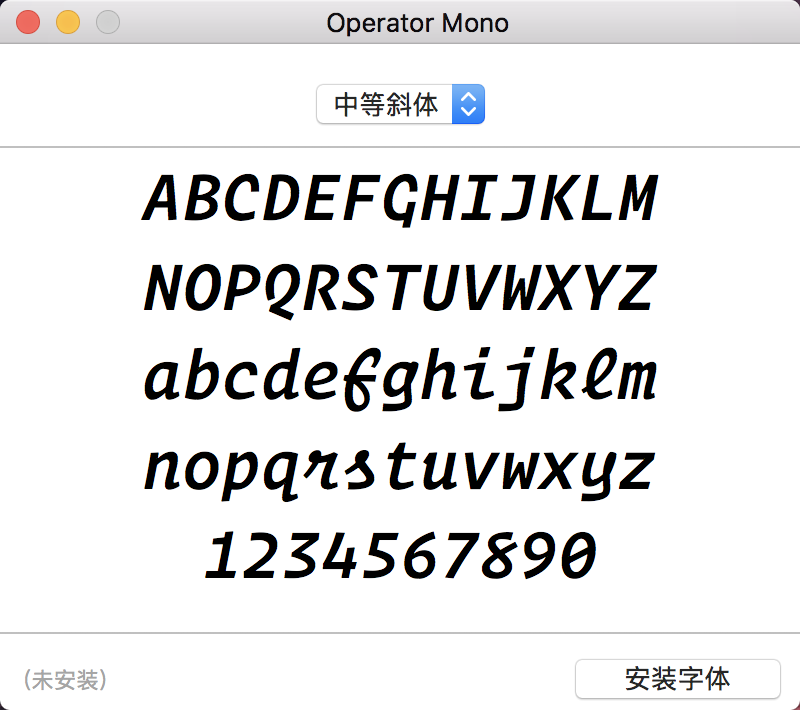 Operator Mono
中等斜体
ABCDEFGHIJKLM
NOPQRSTUVWXYZ
abcdefghijklm
nopqrstuvwxyz
1234567890
(未安装)
安装字体